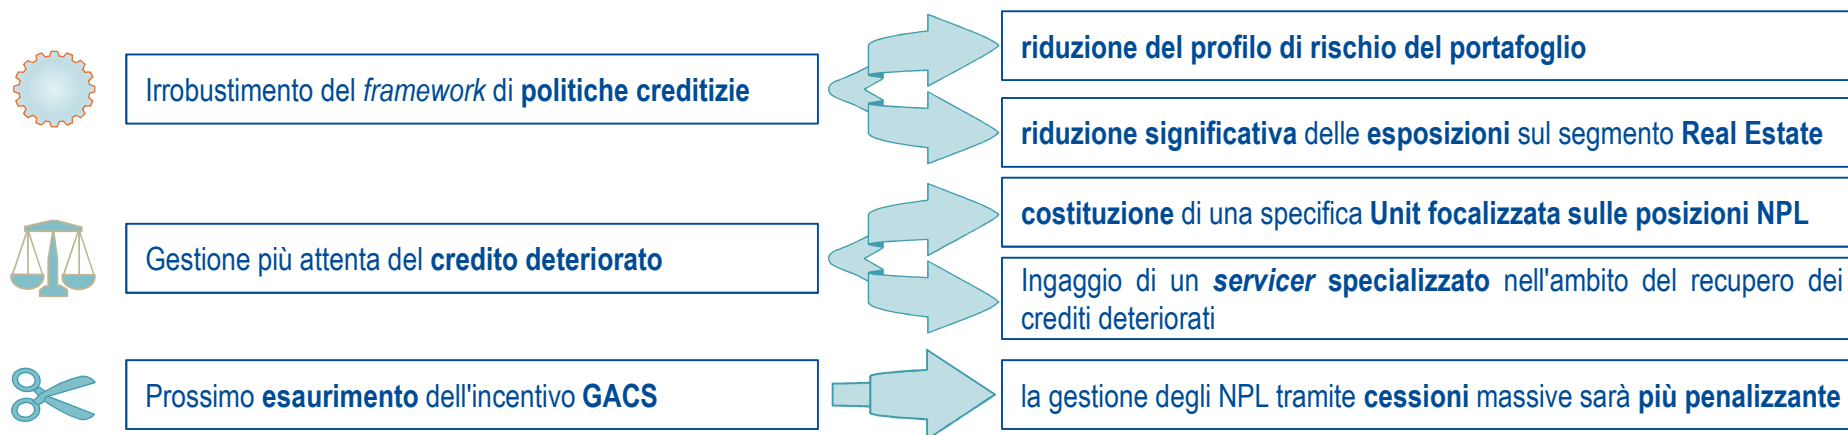 Irrobustimento del framework di politiche creditizie
riduzione del profilo di rischio del portafoglio
riduzione significativa delle esposizioni sul segmento Real Estate
Gestione più attenta del credito deteriorato
costituzione di una specifica Unit focalizzata sulle posizioni NPL
Ingaggio di un servicer specializzato nell'ambito del recupero dei
crediti deteriorati
Prossimo esaurimento dell'incentivo GACS
la gestione degli NPL tramite cessioni massive sarà più penalizzante